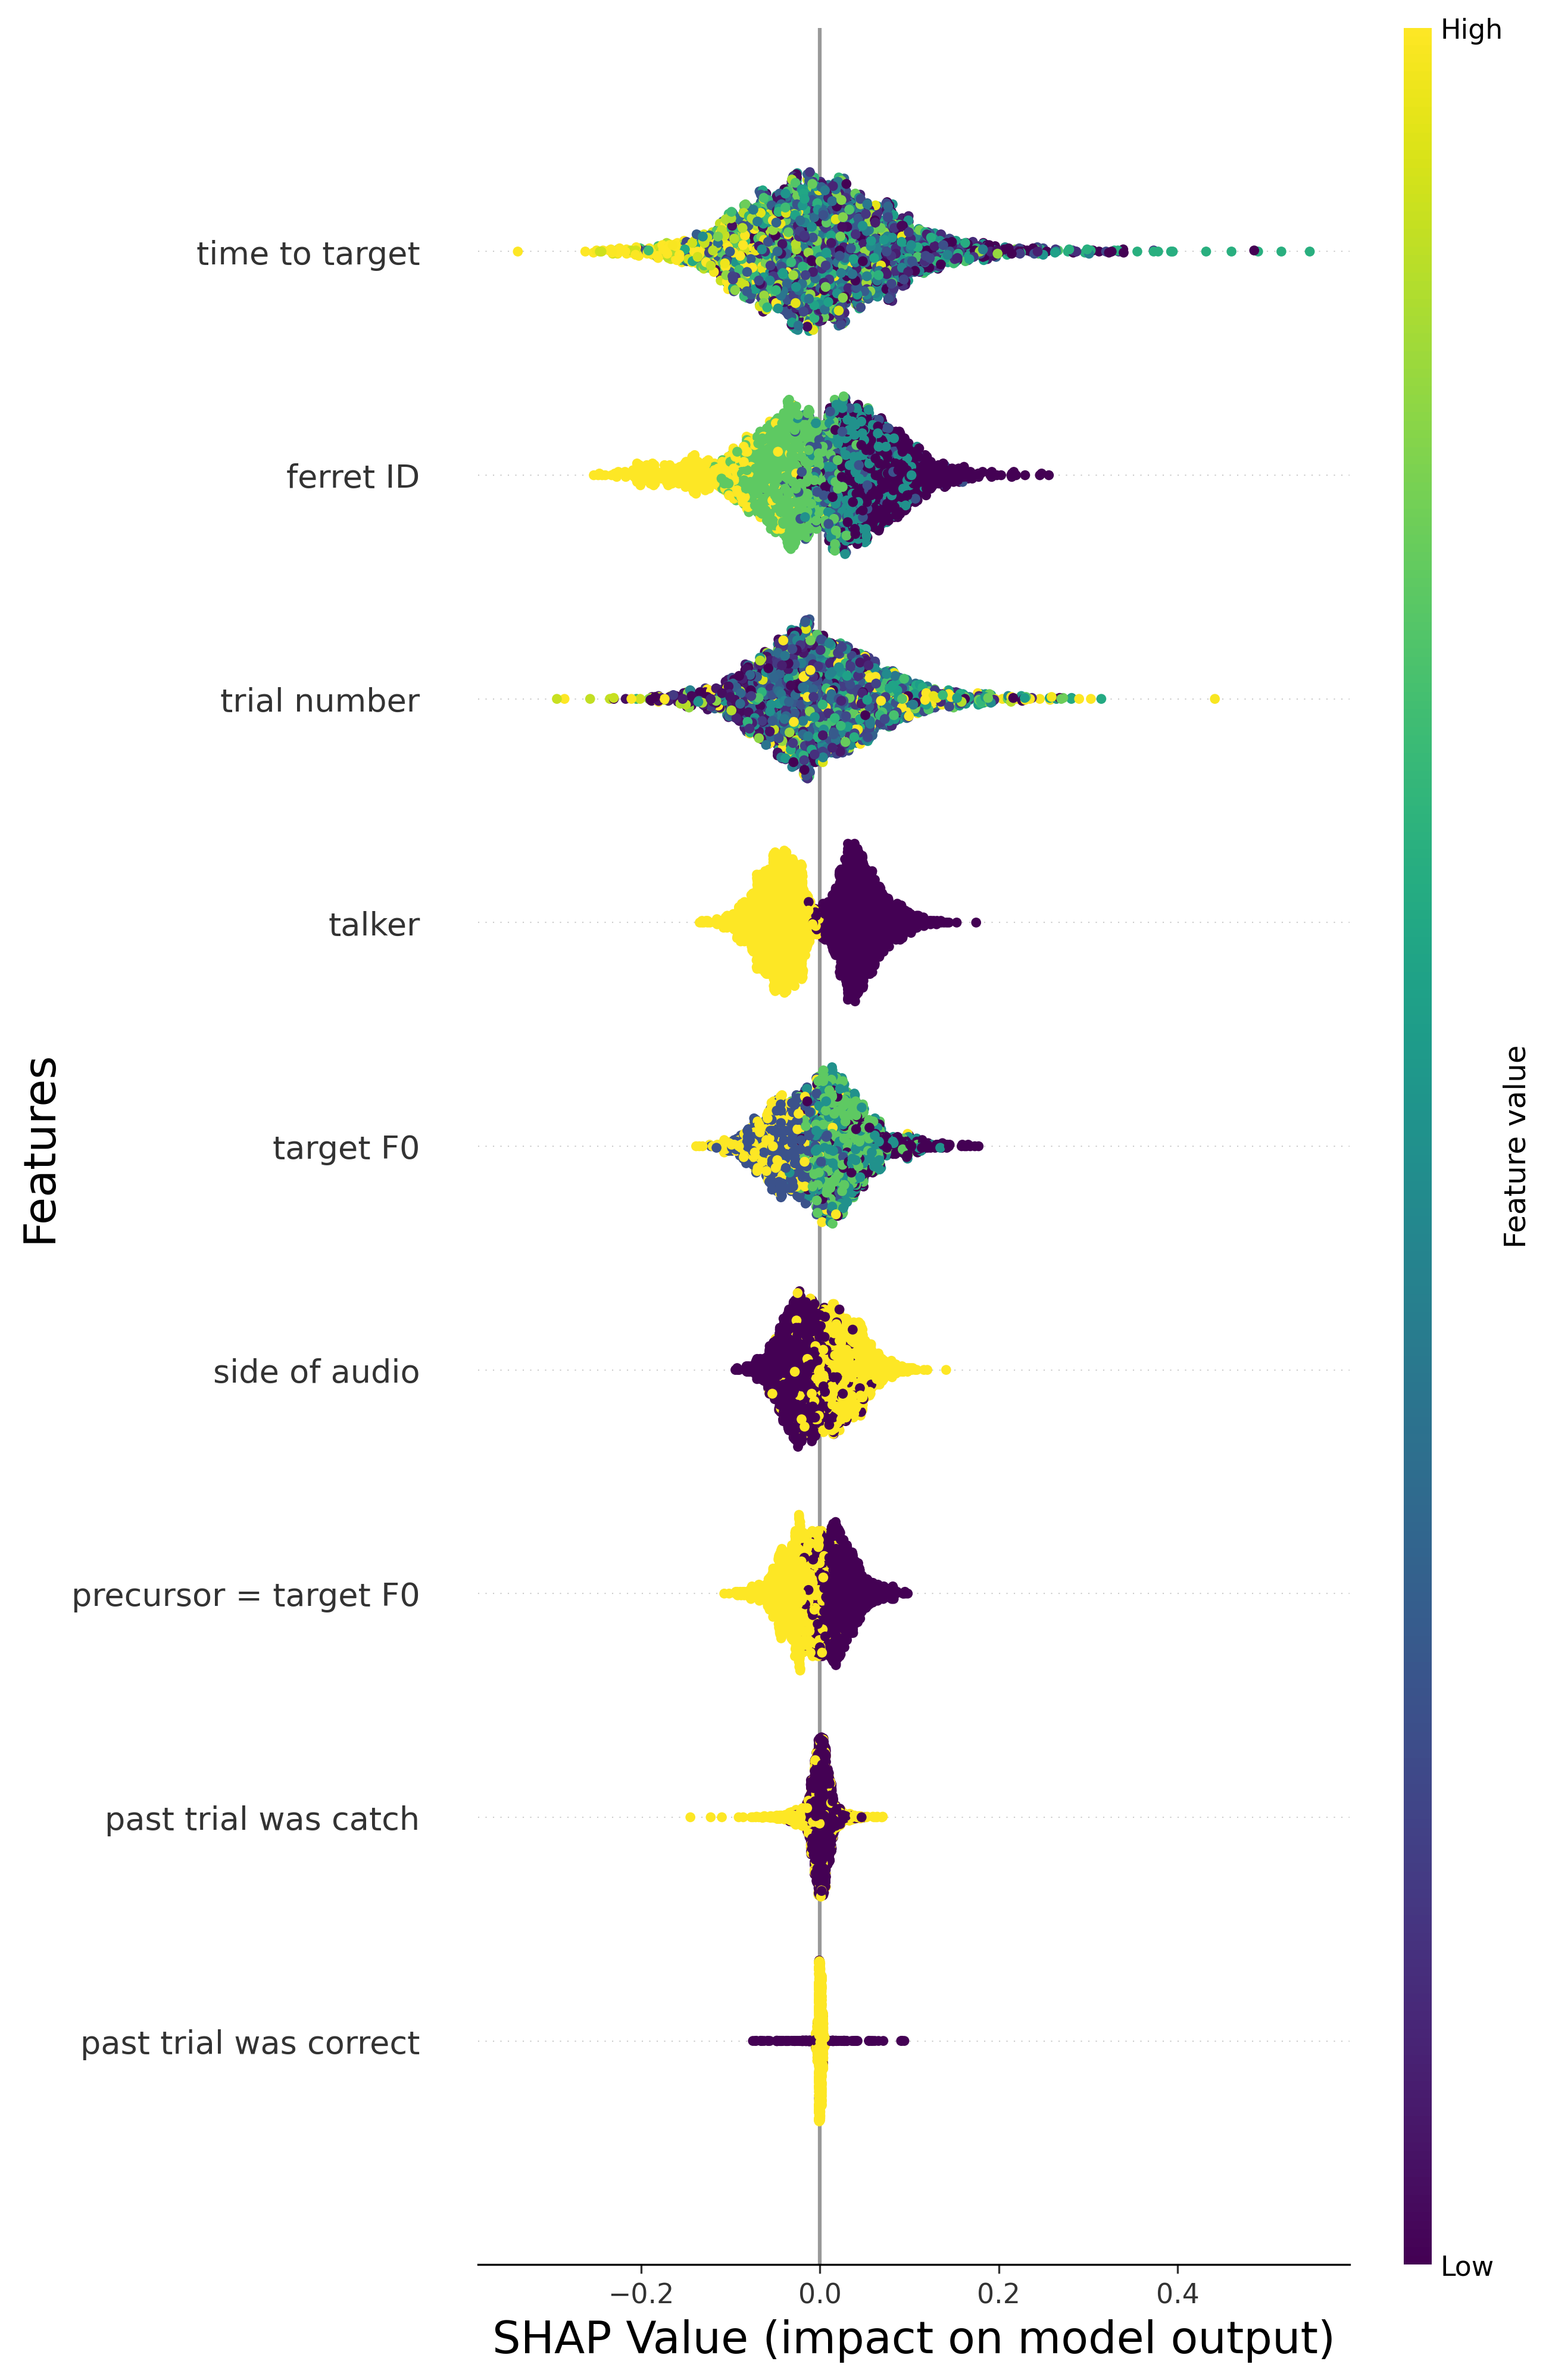 High
time to target
ferret ID
trial number
talker
target F0
side of audio
precursor = target F0
past trial was catch
past trial was correct
Features
Feature value
Low
−0.2 0.0 0.2 0.4
SHAP Value (impact on model output)